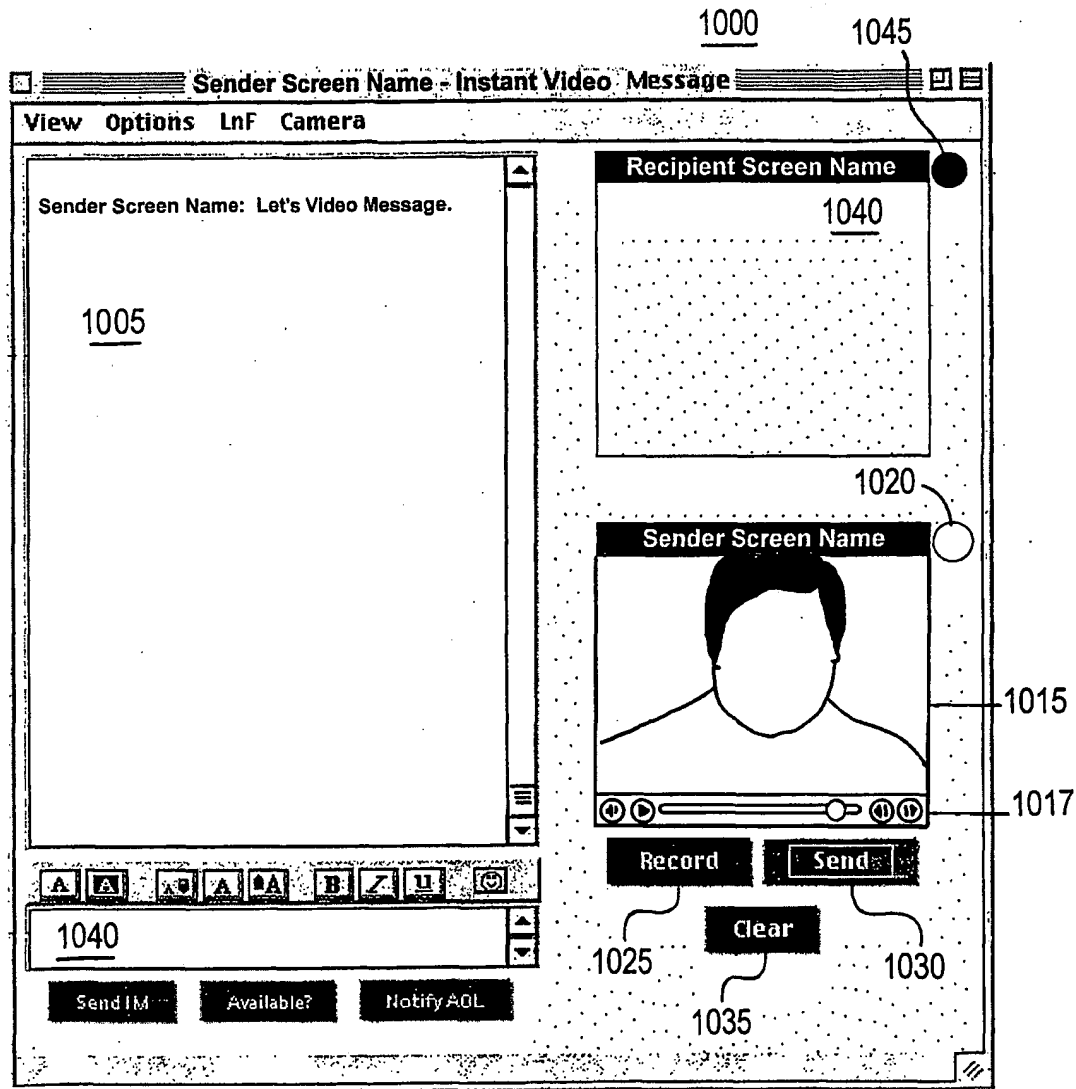 1000
1045
Sender Screen Name - Instant Video Message
View Options LnF Camera
Recipient Screen Name
1040
Sender Screen Name: Let's Video Message.
1005
1020
Sender Screen Name
1015
1017
Record Send
A A A A A B I U
1040
Clear
1025
1030
1035
Send IM Available? Notify AOL